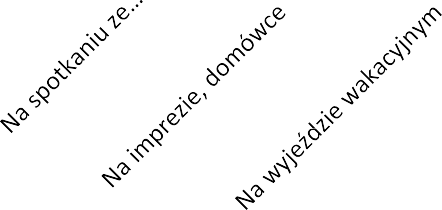 Na spotkaniu ze...
Na imprezie, domówce
Na wyjeździe wakacyjnym